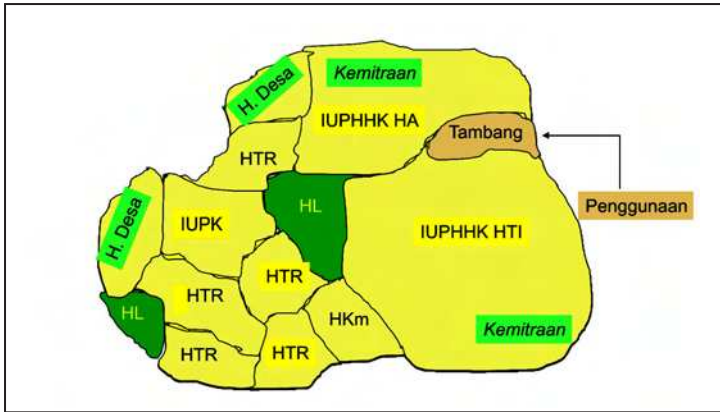 H. Desa
Kemitraan
IUPHHK HA
Tambang
HTR
Penggunaan
HL
H. Desa
IUPK
IUPHHK HTI
HTR
HTR
HL
HKm
Kemitraan
HTR
HTR